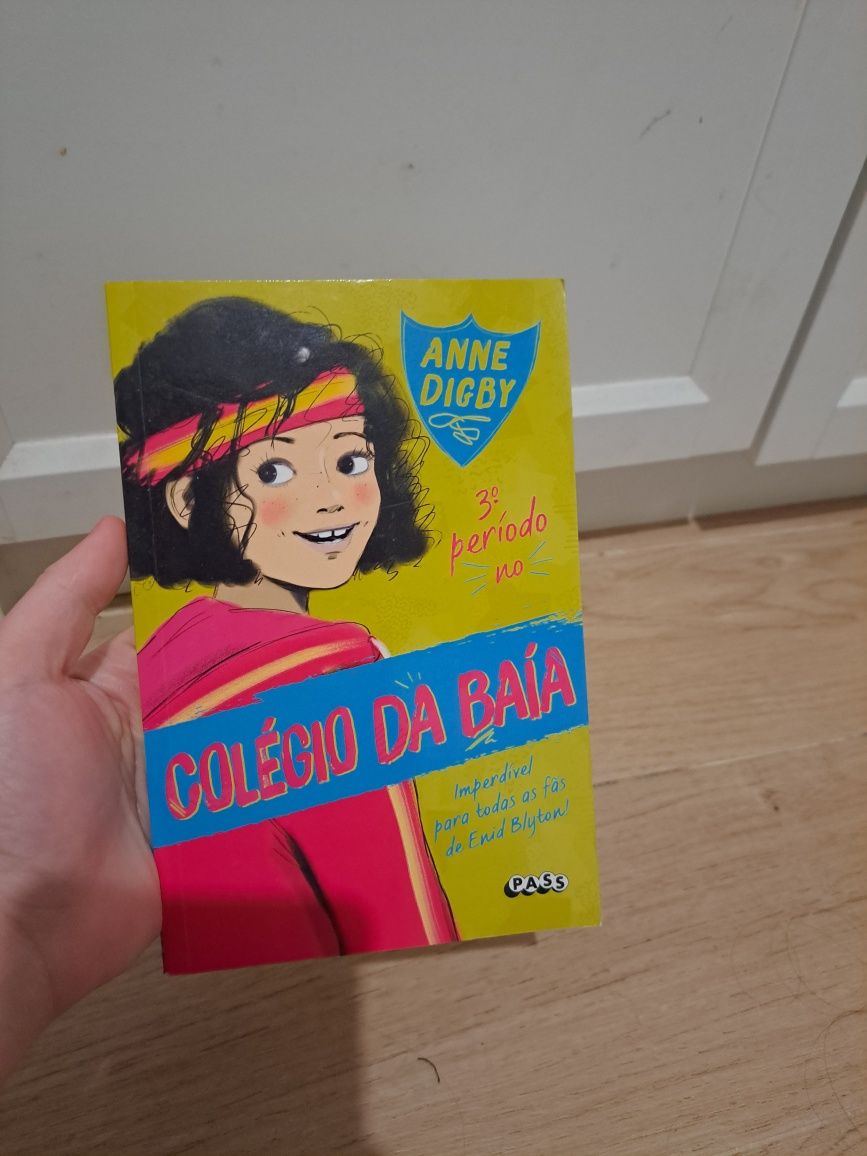 ANNE
DIGBY
3º
período
no
COLÉGIO DA BAÍA
Imperdível
para todas as fãs
de Enid Blyton!
PASS